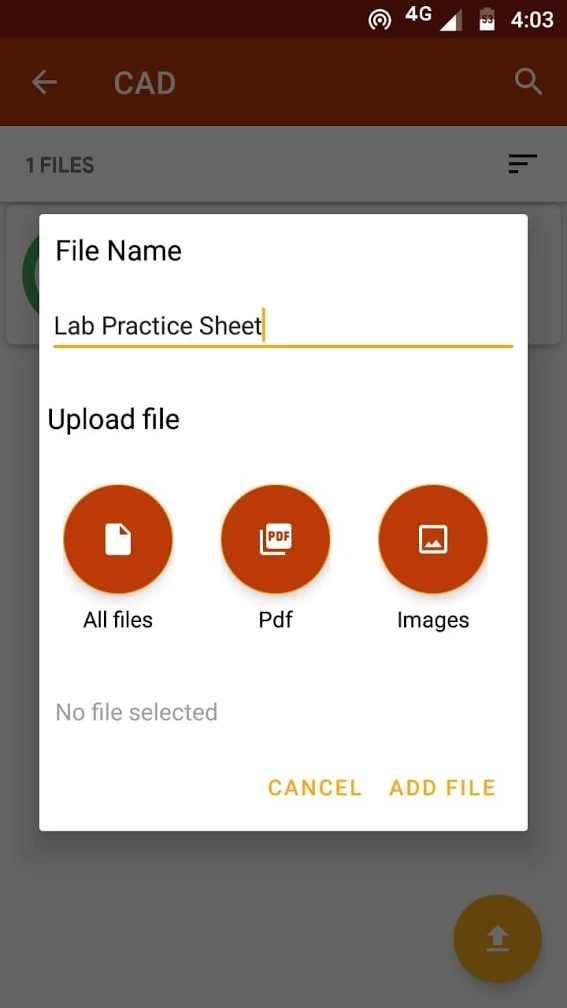 4G 53 4:03
CAD
1 FILES
File Name
Lab Practice Sheet
Upload file
PDF
All files Pdf Images
No file selected
CANCEL ADD FILE